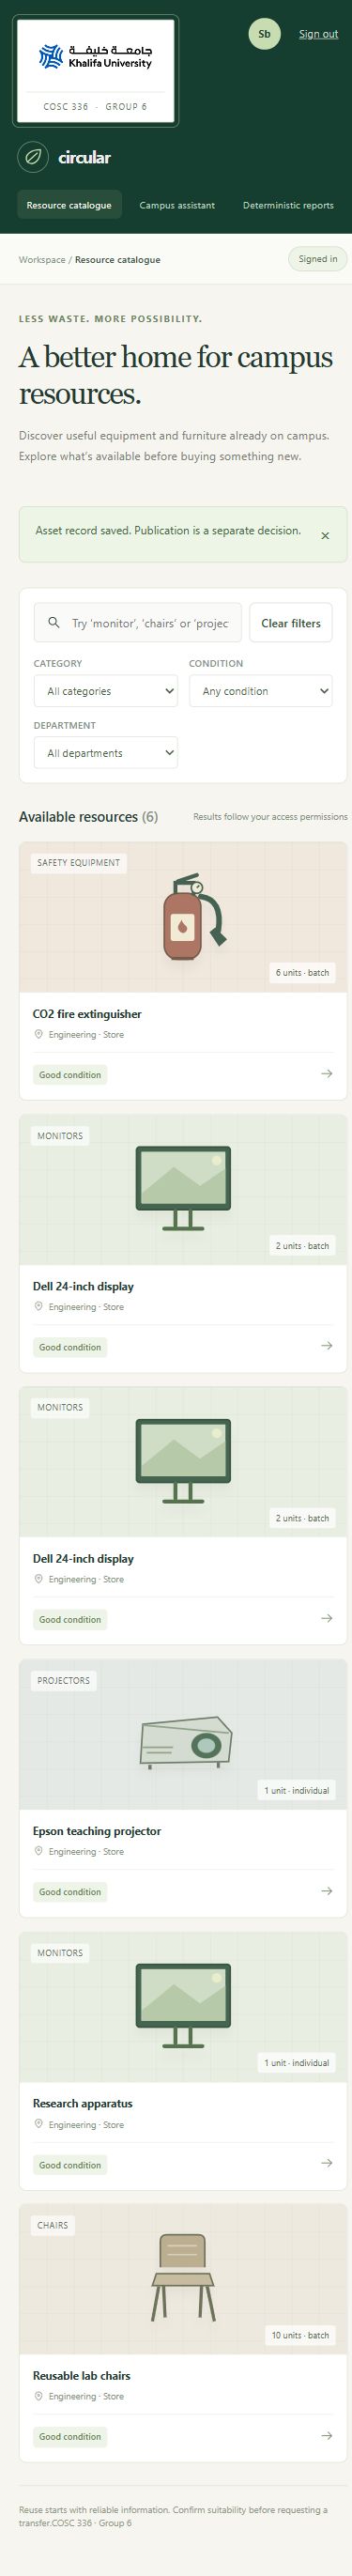 جامعــة خليفــة
Khalifa University
COSC 336 · GROUP 6
Sb
Sign out
circular
Resource catalogue
Campus assistant
Deterministic reports
Workspace / Resource catalogue
Signed in
LESS WASTE. MORE POSSIBILITY.
A better home for campus
resources.
Discover useful equipment and furniture already on campus.
Explore what's available before buying something new.
Asset record saved. Publication is a separate decision.
×
Try 'monitor', 'chairs' or 'projec
Clear filters
CATEGORY
CONDITION
All categories
Any condition
DEPARTMENT
All departments
Available resources (6)
Results follow your access permissions
SAFETY EQUIPMENT
6 units · batch
CO2 fire extinguisher
Engineering · Store
Good condition
MONITORS
2 units · batch
Dell 24-inch display
Engineering · Store
Good condition
MONITORS
2 units · batch
Dell 24-inch display
Engineering · Store
Good condition
PROJECTORS
1 unit · individual
Epson teaching projector
Engineering · Store
Good condition
MONITORS
1 unit · individual
Research apparatus
Engineering · Store
Good condition
CHAIRS
10 units · batch
Reusable lab chairs
Engineering · Store
Good condition
Reuse starts with reliable information. Confirm suitability before requesting a
transfer.COSC 336 · Group 6